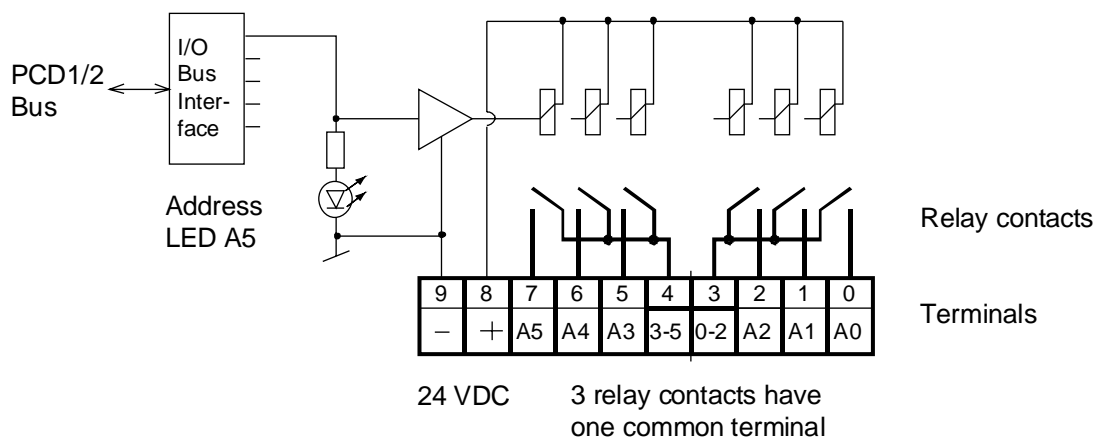 I/O
Bus
Inter-
face
PCD1/2
Bus
Address
LED A5
Relay contacts
9 8 7 6 5 4 3 2 1 0
− + A5 A4 A3 3-5 0-2 A2 A1 A0
Terminals
24 VDC
3 relay contacts have
one common terminal